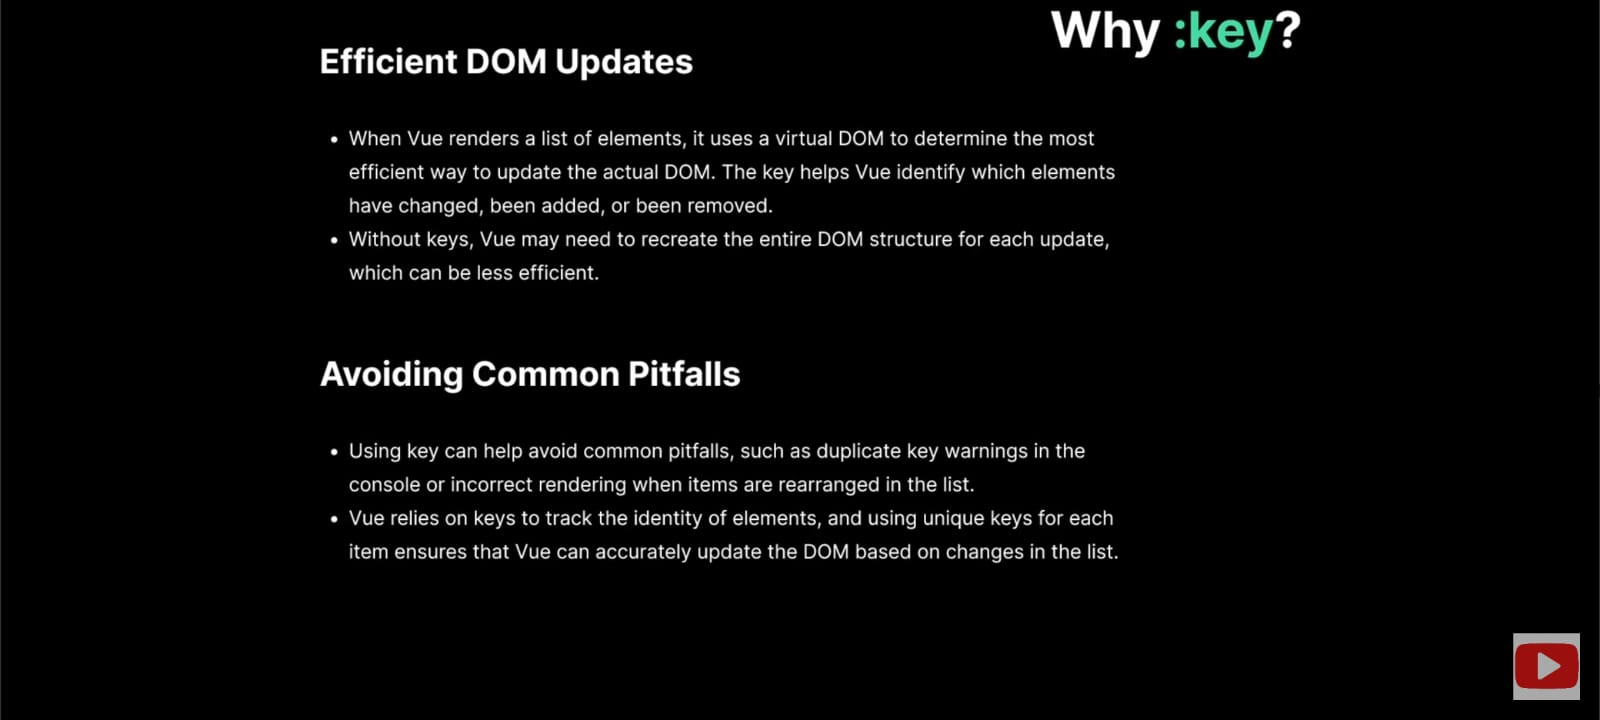 Why :key?
Efficient DOM Updates
• When Vue renders a list of elements, it uses a virtual DOM to determine the most
efficient way to update the actual DOM. The key helps Vue identify which elements
have changed, been added, or been removed.
• Without keys, Vue may need to recreate the entire DOM structure for each update,
which can be less efficient.
Avoiding Common Pitfalls
• Using key can help avoid common pitfalls, such as duplicate key warnings in the
console or incorrect rendering when items are rearranged in the list.
• Vue relies on keys to track the identity of elements, and using unique keys for each
item ensures that Vue can accurately update the DOM based on changes in the list.